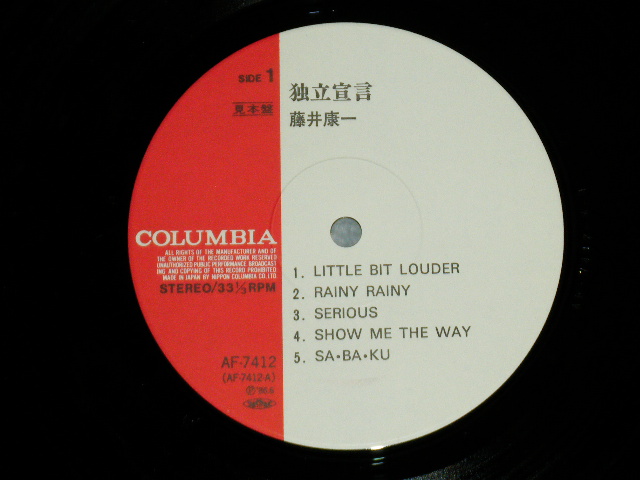 SIDE 1
見本盤
独立宣言
藤井康一
COLUMBIA
ALL RIGHTS OF THE MANUFACTURER AND OF
THE OWNER OF THE RECORDED WORK RESERVED
UNAUTHORIZED PUBLIC PERFORMANCE BROADCAST
ING AND COPYING OF THIS RECORD PROHIBITED
MADE IN JAPAN BY NIPPON COLUMBIA CO. LTD.
STEREO/33⅓RPM
1. LITTLE BIT LOUDER
2. RAINY RAINY
3. SERIOUS
4. SHOW ME THE WAY
5. SA•BA•KU
AF-7412
(AF-7412-A)